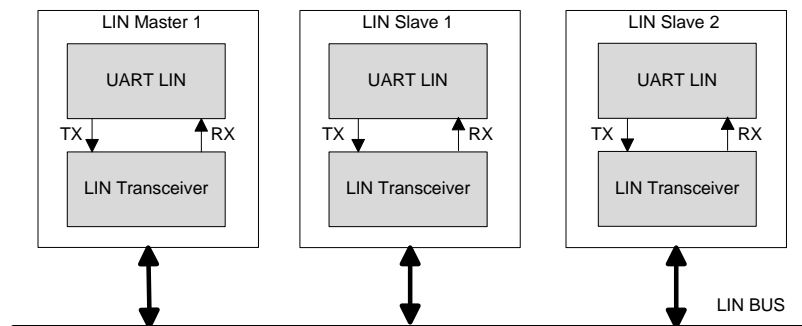 LIN Master 1
UART LIN
TX
RX
LIN Transceiver
LIN Slave 1
UART LIN
TX
RX
LIN Transceiver
LIN Slave 2
UART LIN
TX
RX
LIN Transceiver
LIN BUS